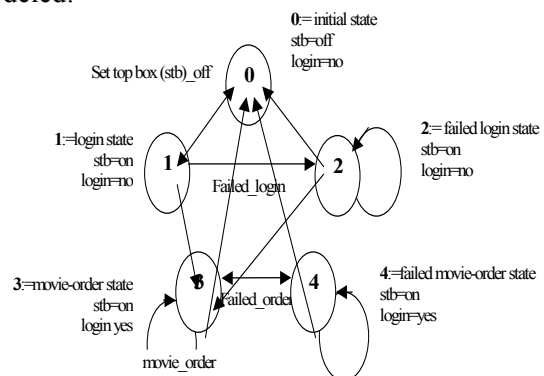 0:= initial state
stb=off
login=no
Set top box (stb)_off
0
1:=login state
stb=on
login=no
1
2
2:= failed login state
stb=on
login=no
Failed_login
3:=movie-order state
stb=on
login yes
3
4
Failed_order
4:=failed movie-order state
stb=on
login=yes
movie_order